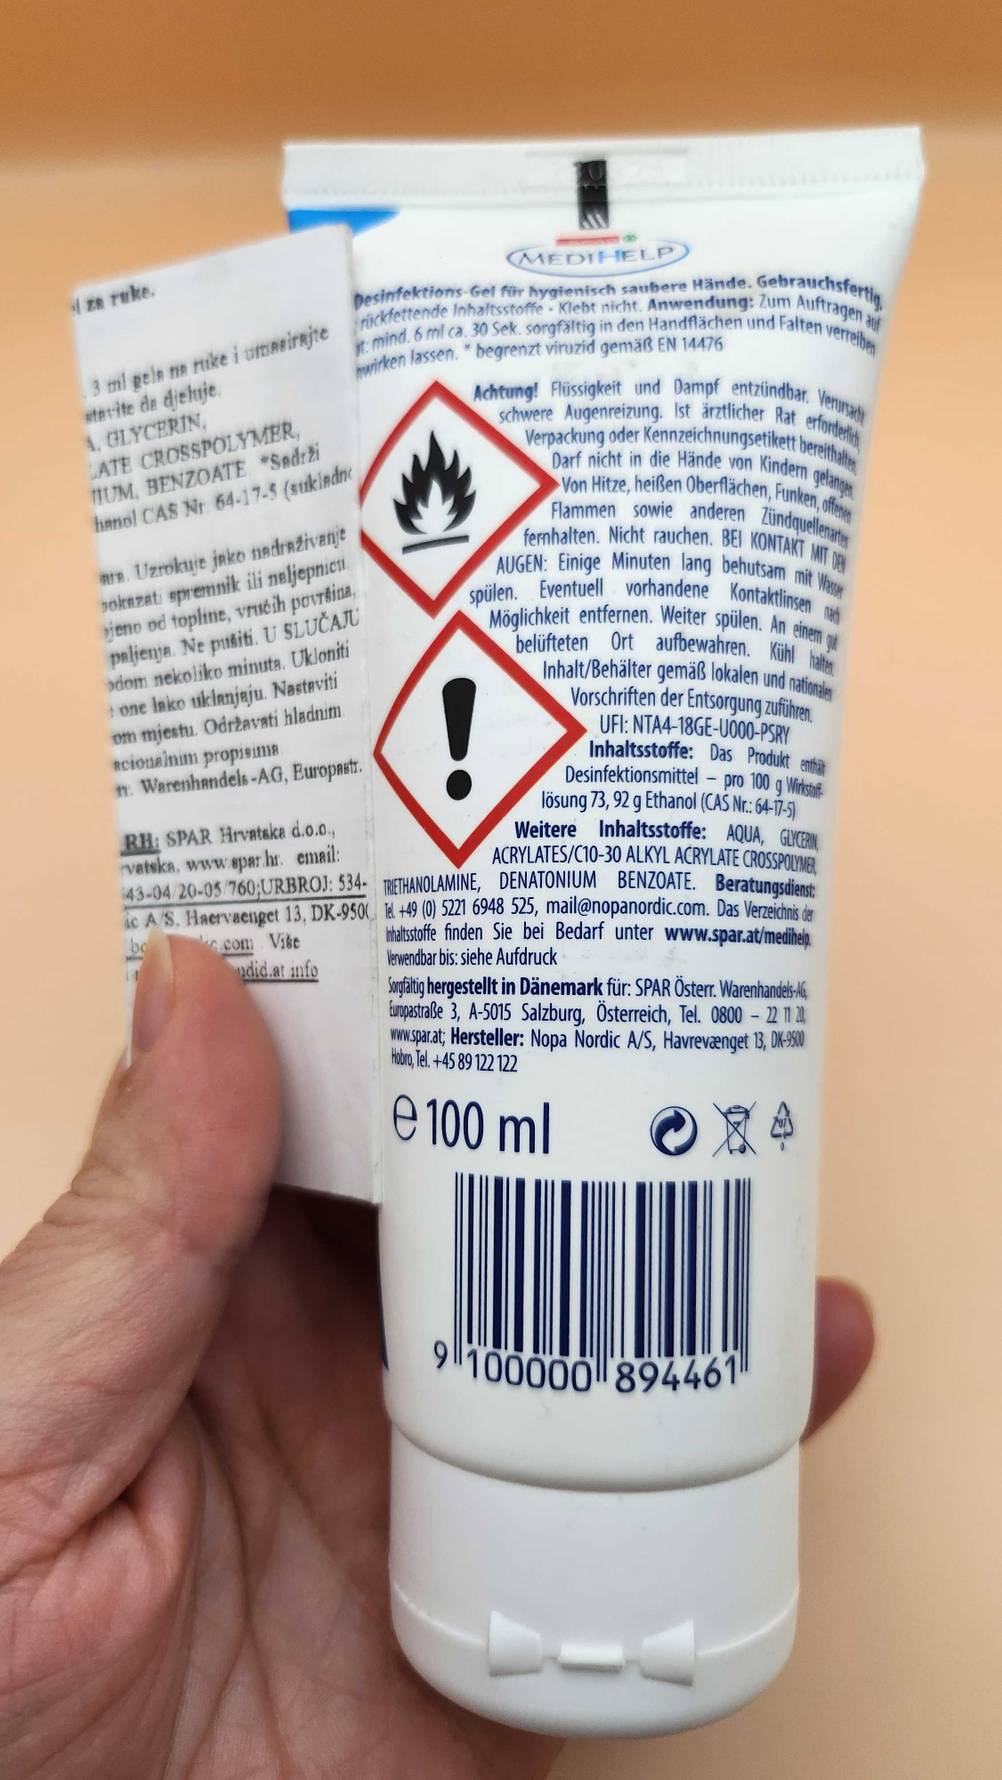 MEDIHELP
Desinfektions-Gel für hygienisch saubere Hände. Gebrauchsfertig,
rückfettende Inhaltsstoffe - Klebt nicht. Anwendung: Zum Auftragen auf
mind. 6 ml ca. 30 Sek. sorgfältig in den Handflächen und Falten verreiben
lassen. * begrenzt viruzid gemäß EN 14476
Achtung! Flüssigkeit und Dampf entzündbar. Verursacht
schwere Augenreizung. Ist ärztlicher Rat erforderlich,
Verpackung oder Kennzeichnungsetikett bereithalten.
Darf nicht in die Hände von Kindern gelangen.
Von Hitze, heißen Oberflächen, Funken, offenen
Flammen sowie anderen Zündquellenarten
fernhalten. Nicht rauchen. BEI KONTAKT MIT DEN
AUGEN: Einige Minuten lang behutsam mit Wasser
spülen. Eventuell vorhandene Kontaktlinsen nach
Möglichkeit entfernen. Weiter spülen. An einem gut
belüfteten Ort aufbewahren. Kühl halten.
Inhalt/Behälter gemäß lokalen und nationalen
Vorschriften der Entsorgung zuführen.
UFI: NTA4-18GE-U000-PSRY
Inhaltsstoffe: Das Produkt enthält
Desinfektionsmittel – pro 100 g Wirkstoff-
lösung 73, 92 g Ethanol (CAS Nr.: 64-17-5)
Weitere Inhaltsstoffe: AQUA, GLYCERIN,
ACRYLATES/C10-30 ALKYL ACRYLATE CROSSPOLYMER,
TRIETHANOLAMINE, DENATONIUM BENZOATE. Beratungsdienst:
Tel. +49 (0) 5221 6948 525, mail@nopanordic.com. Das Verzeichnis der
Inhaltsstoffe finden Sie bei Bedarf unter www.spar.at/medihelp.
Verwendbar bis: siehe Aufdruck
Sorgfältig hergestellt in Dänemark für: SPAR Österr. Warenhandels-AG,
Europastraße 3, A-5015 Salzburg, Österreich, Tel. 0800 – 22 11 20,
www.spar.at; Hersteller: Nopa Nordic A/S, Havrevænget 13, DK-9500
Hobro, Tel. +45 89 122 122
e 100 ml
9 100000 894461
za ruke.
3 ml gela na ruke i umasirajte
da djeluje.
GLYCERIN,
CROSSPOLYMER,
BENZOATE *Sadrži
CAS Nr 64-17-5
Uzrokuje jako nadraživanje
pokazati spremnik ili naljepnicu.
od topline, vrućih površina,
paljenja. Ne pušiti. U SLUČAJU
nekoliko minuta. Ukloniti
one lako uklanjaju. Nastaviti
mjestu. Održavati hladnim
propisima
Warenhandels-AG, Europastr.
RH: SPAR Hrvatska d.o.o.,
www.spar.hr. email:
43-04/20-05/760;URBROJ: 534-
A/S. Haervaenget 13, DK-9500
.com Više
info